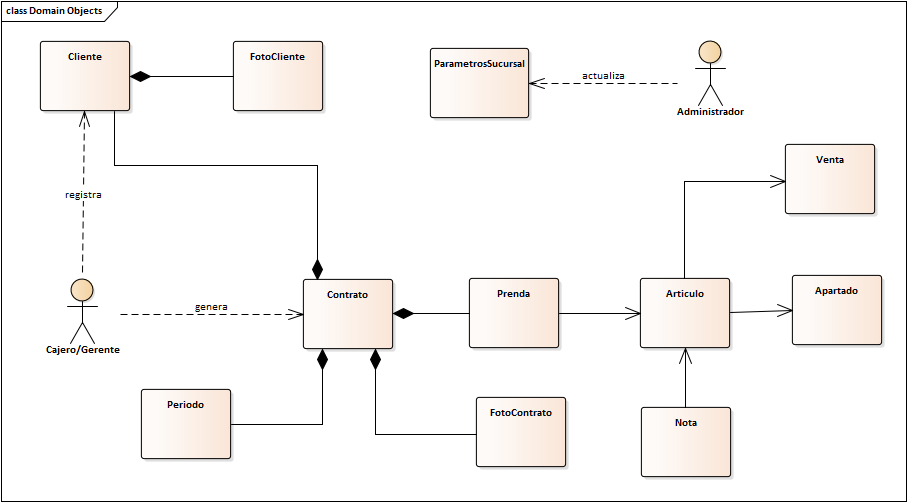 class Domain Objects
Cliente
FotoCliente
ParametrosSucursal
actualiza
Administrador
Venta
registra
Contrato
Prenda
Articulo
Apartado
genera
Cajero/Gerente
Periodo
FotoContrato
Nota